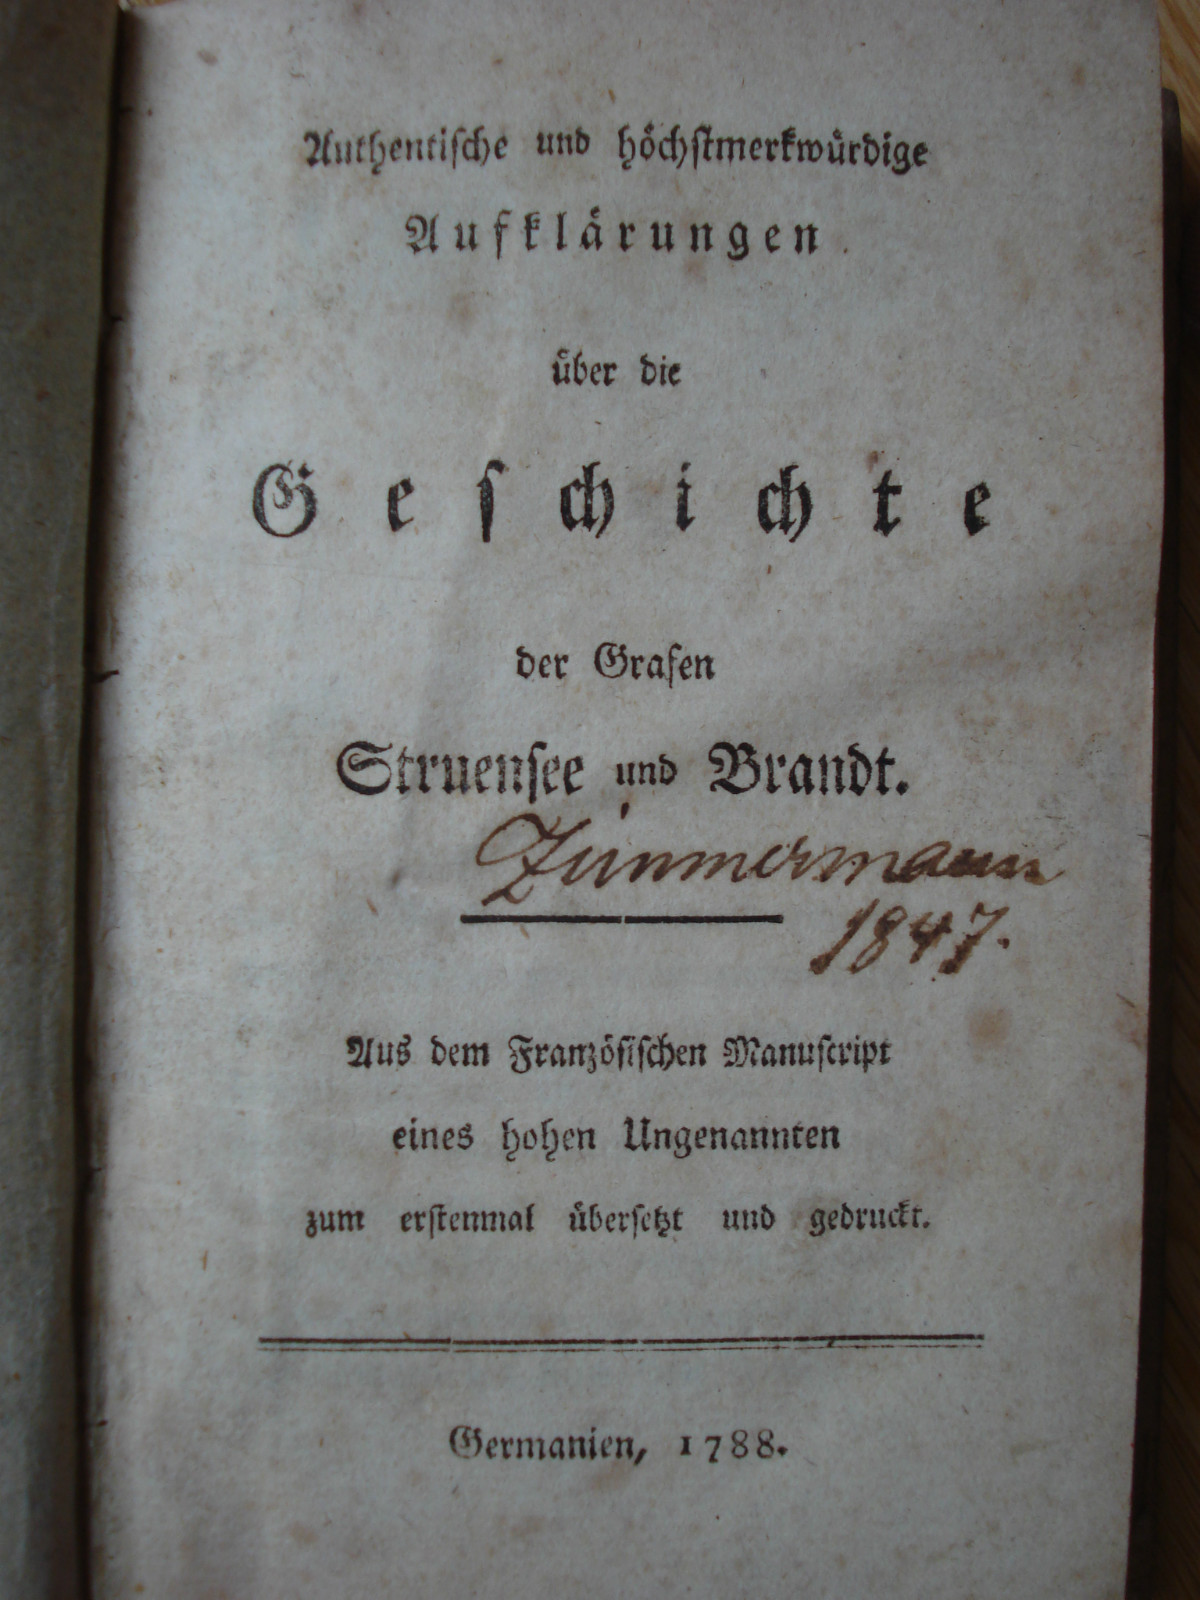 Authentische und höchstmerkwürdige
Aufklärungen
über die
Geschichte
der Grafen
Struensee und Brandt.
Zimmermann
1847.
Aus dem Französischen Manuscript
eines hohen Ungenannten
zum erstenmal übersetzt und gedruckt.
Germanien, 1788.